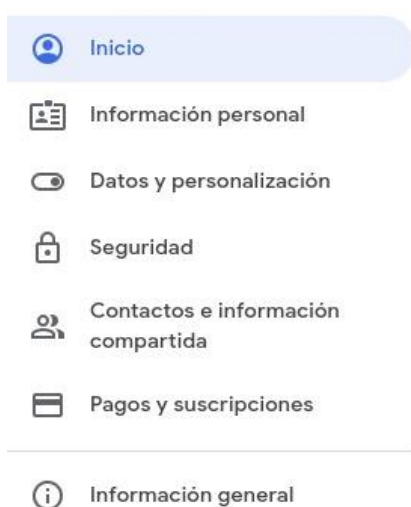 Inicio
Información personal
Datos y personalización
Seguridad
Contactos e información
compartida
Pagos y suscripciones
Información general